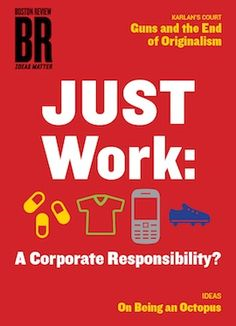 BOSTON REVIEW
BR
IDEAS MATTER
KARLAN'S COURT
Guns and the End
of Originalism
JUST
Work:
A Corporate Responsibility?
IDEAS
On Being an Octopus